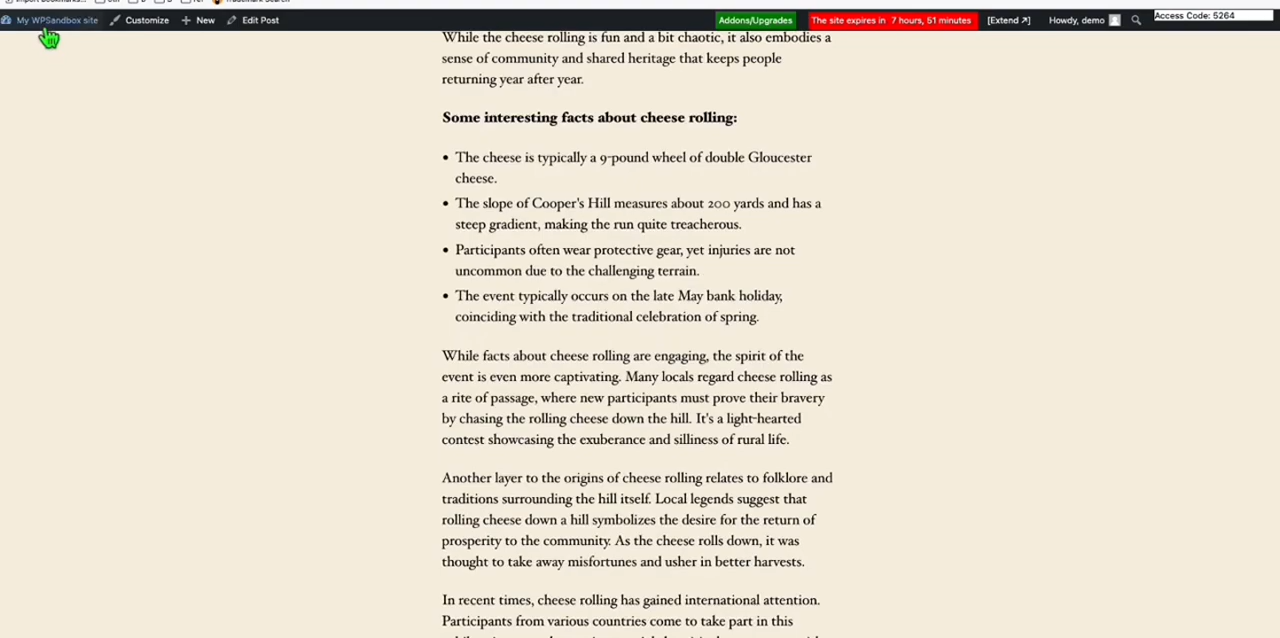 My WPSandbox site Customize New Edit Post Addons/Upgrades The site expires in 7 hours, 51 minutes [Extend ↗] Howdy, demo Access Code: 5264
While the cheese rolling is fun and a bit chaotic, it also embodies a
sense of community and shared heritage that keeps people
returning year after year.
Some interesting facts about cheese rolling:
• The cheese is typically a 9-pound wheel of double Gloucester
cheese.
• The slope of Cooper's Hill measures about 200 yards and has a
steep gradient, making the run quite treacherous.
• Participants often wear protective gear, yet injuries are not
uncommon due to the challenging terrain.
• The event typically occurs on the late May bank holiday,
coinciding with the traditional celebration of spring.
While facts about cheese rolling are engaging, the spirit of the
event is even more captivating. Many locals regard cheese rolling as
a rite of passage, where new participants must prove their bravery
by chasing the rolling cheese down the hill. It's a light-hearted
contest showcasing the exuberance and silliness of rural life.
Another layer to the origins of cheese rolling relates to folklore and
traditions surrounding the hill itself. Local legends suggest that
rolling cheese down a hill symbolizes the desire for the return of
prosperity to the community. As the cheese rolls down, it was
thought to take away misfortunes and usher in better harvests.
In recent times, cheese rolling has gained international attention.
Participants from various countries come to take part in this